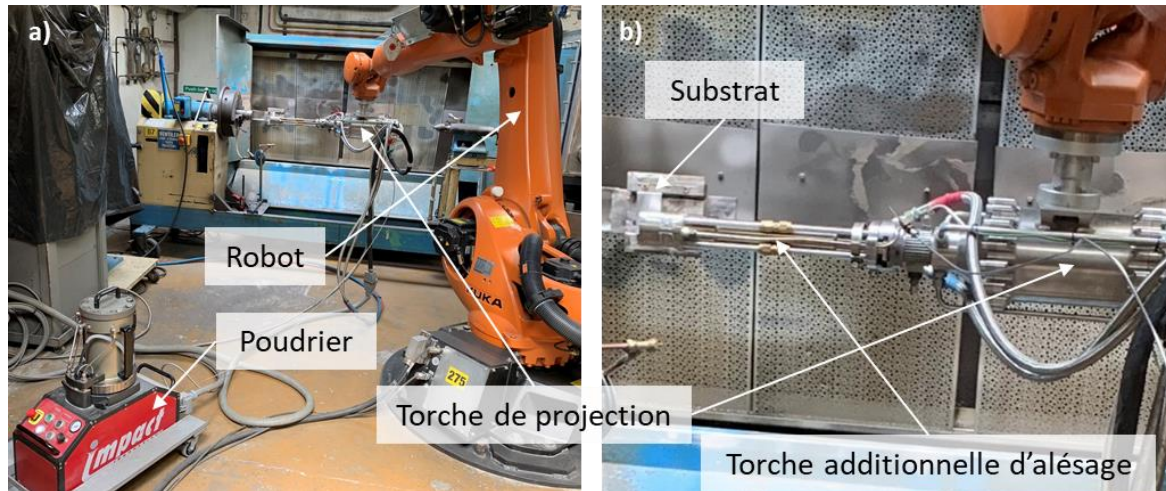 a)
Robot
KUKA
Poudrier
275
impact
b)
Substrat
Torche de projection
Torche additionnelle d'alésage